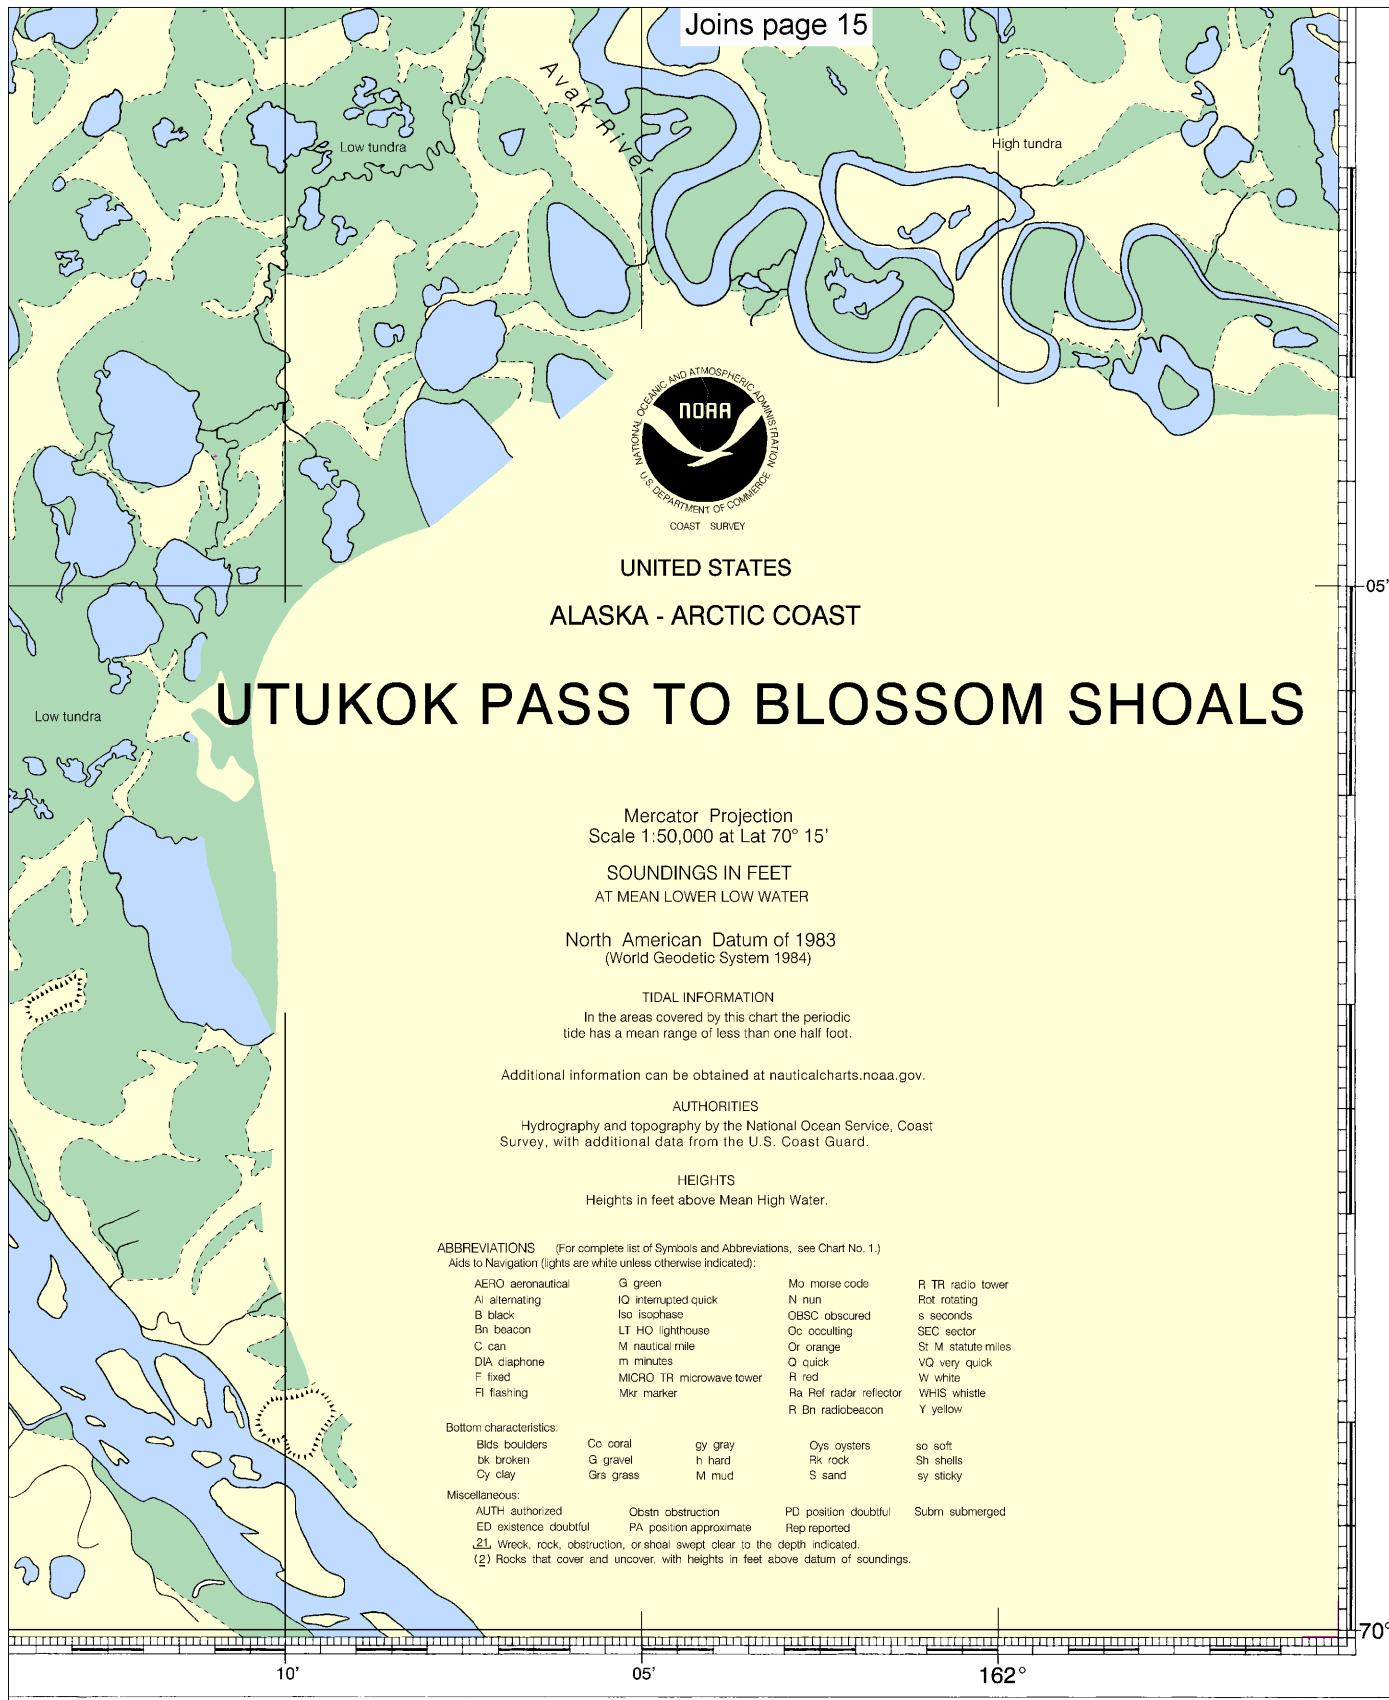 Joins page 15
Avak River
Low tundra
High tundra
NATIONAL OCEANIC AND ATMOSPHERIC ADMINISTRATION
NOAA
U.S. DEPARTMENT OF COMMERCE
COAST SURVEY
UNITED STATES
05'
ALASKA - ARCTIC COAST
UTUKOK PASS TO BLOSSOM SHOALS
Low tundra
Mercator Projection
Scale 1:50,000 at Lat 70° 15'
SOUNDINGS IN FEET
AT MEAN LOWER LOW WATER
North American Datum of 1983
(World Geodetic System 1984)
TIDAL INFORMATION
In the areas covered by this chart the periodic
tide has a mean range of less than one half foot.
Additional information can be obtained at nauticalcharts.noaa.gov.
AUTHORITIES
Hydrography and topography by the National Ocean Service, Coast
Survey, with additional data from the U.S. Coast Guard.
HEIGHTS
Heights in feet above Mean High Water.
ABBREVIATIONS (For complete list of Symbols and Abbreviations, see Chart No. 1.)
Aids to Navigation (lights are white unless otherwise indicated):
AERO aeronautical G green Mo morse code R TR radio tower
Al alternating IQ interrupted quick N nun Rot rotating
B black Iso isophase OBSC obscured s seconds
Bn beacon LT HO lighthouse Oc occulting SEC sector
C can M nautical mile Or orange St M statute miles
DIA diaphone m minutes Q quick VQ very quick
F fixed MICRO TR microwave tower R red W white
Fl flashing Mkr marker Ra Ref radar reflector WHIS whistle
R Bn radiobeacon Y yellow
Bottom characteristics:
Blds boulders Co coral gy gray Oys oysters so soft
bk broken G gravel h hard Rk rock Sh shells
Cy clay Grs grass M mud S sand sy sticky
Miscellaneous:
AUTH authorized Obstn obstruction PD position doubtful Subm submerged
ED existence doubtful PA position approximate Rep reported
21 Wreck, rock, obstruction, or shoal swept clear to the depth indicated.
(2) Rocks that cover and uncover, with heights in feet above datum of soundings.
70°
10' 05' 162°